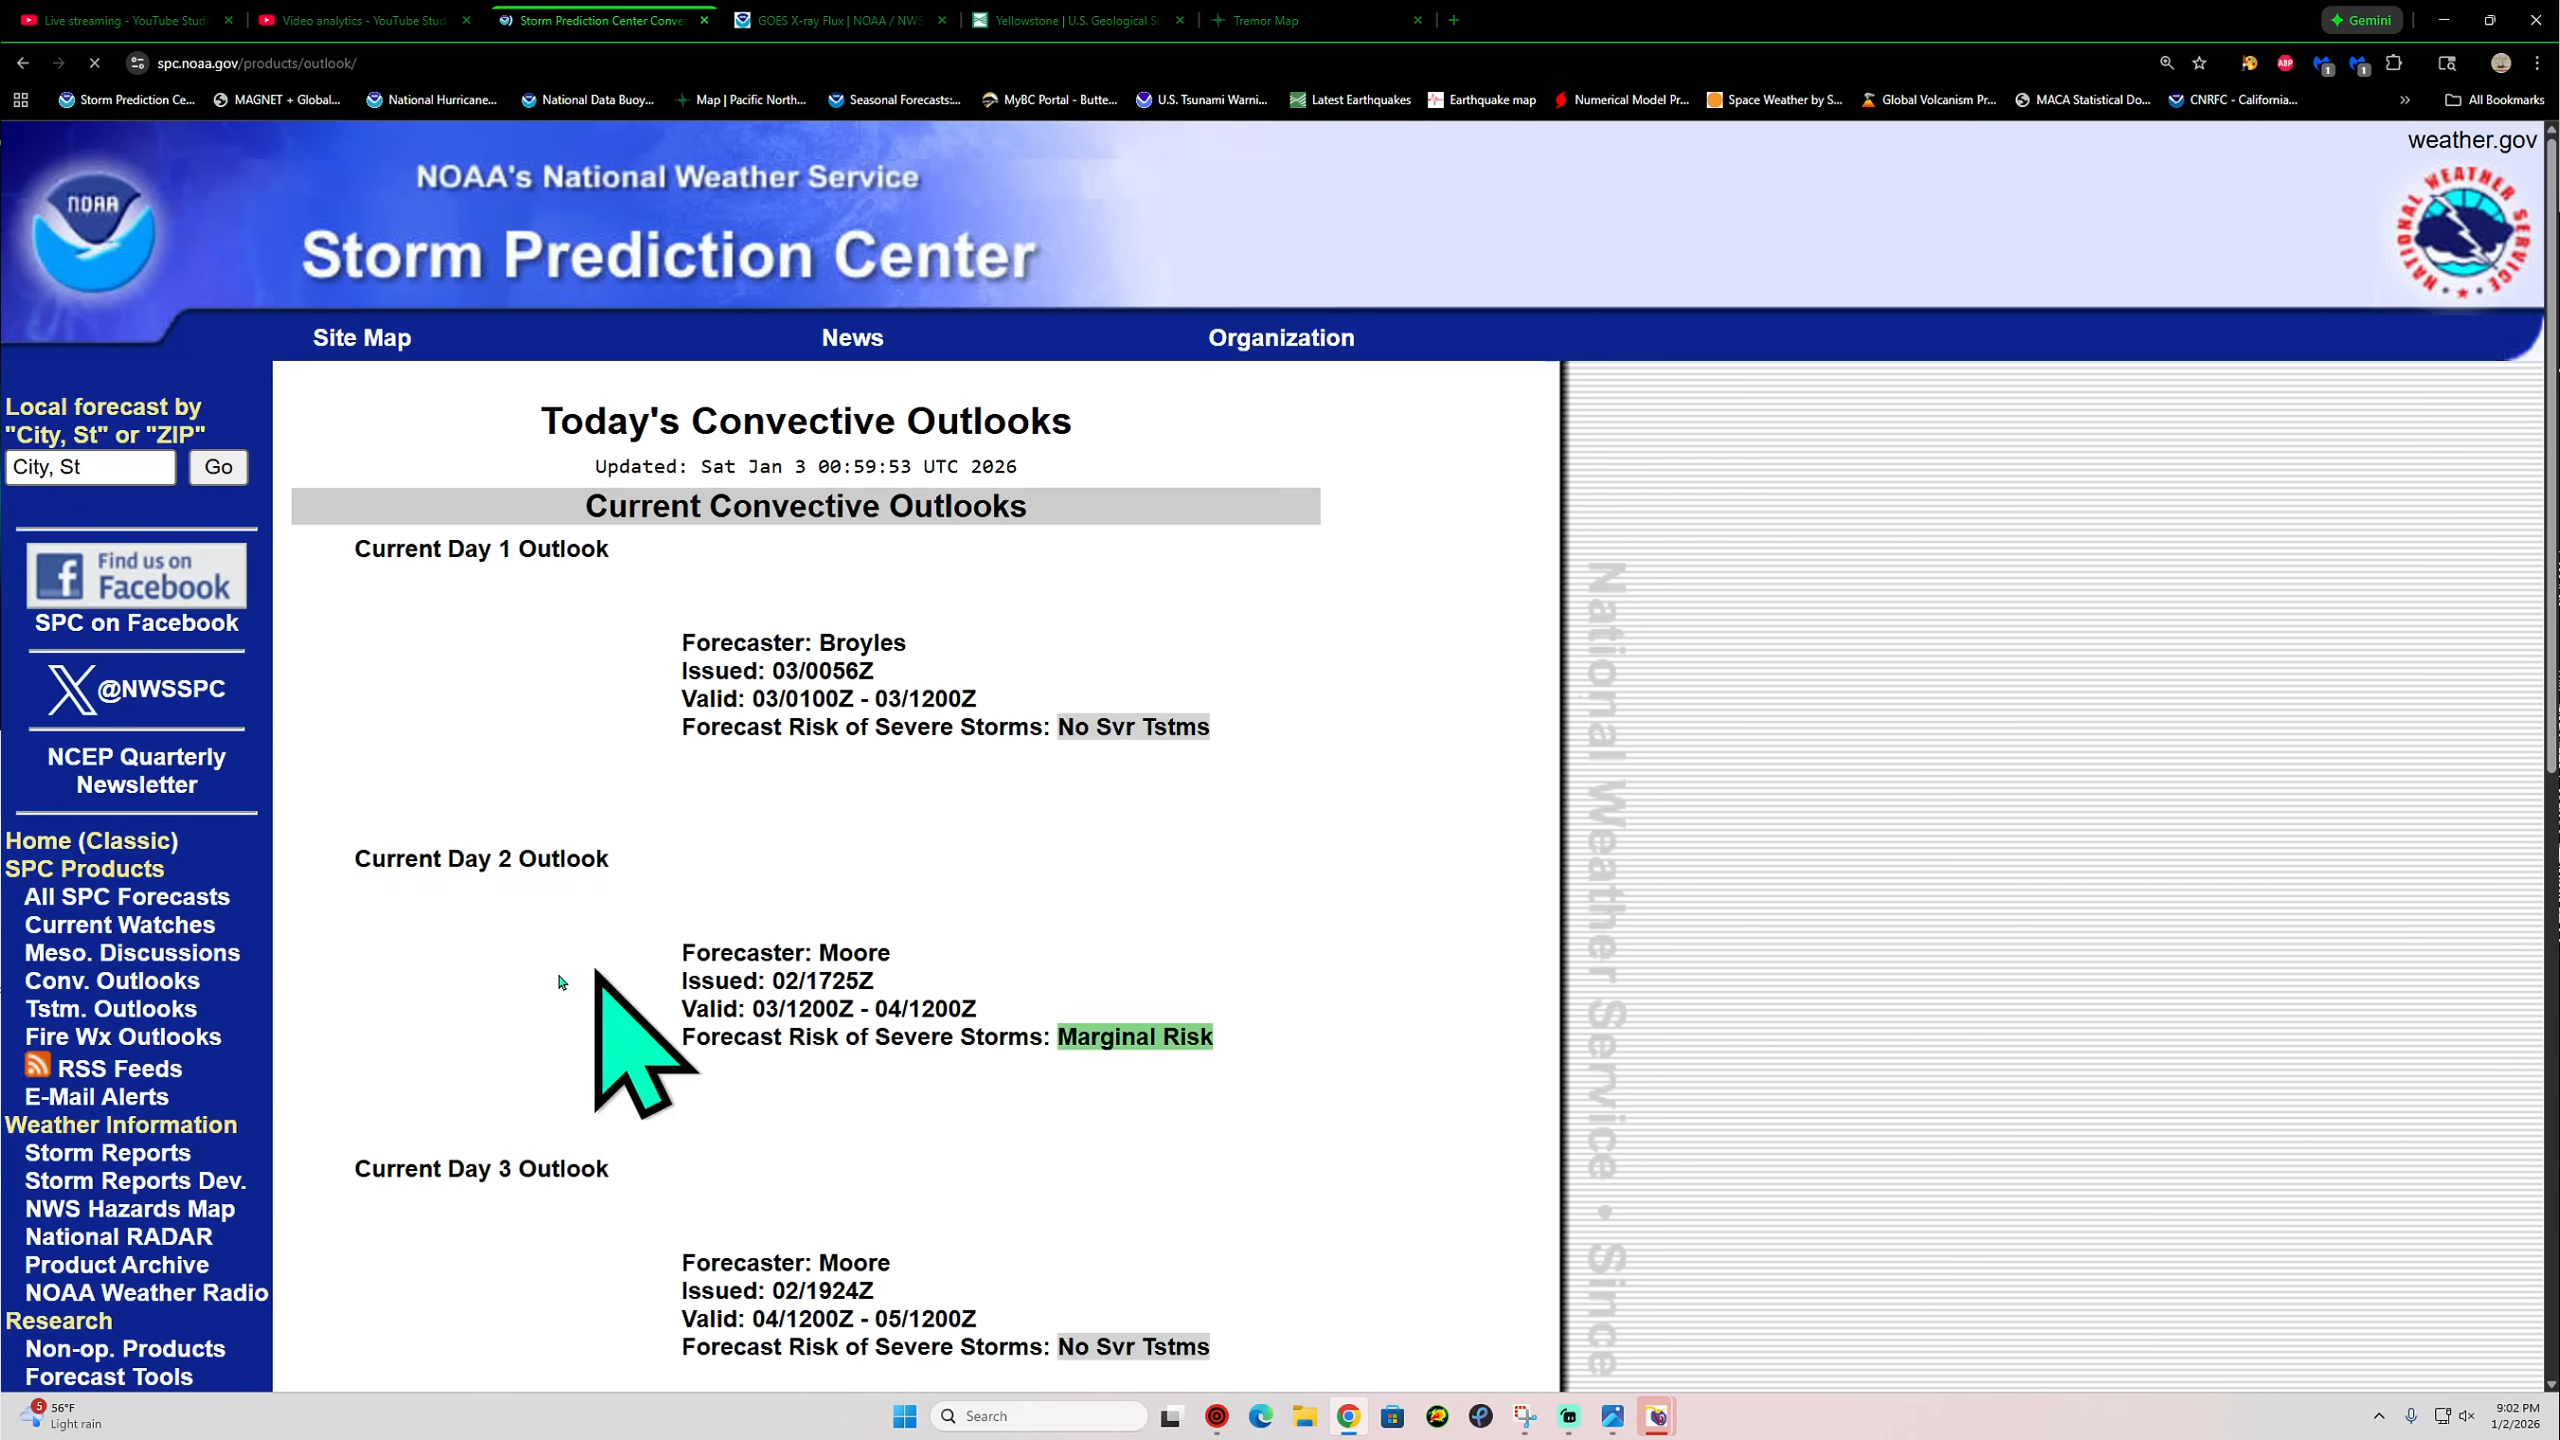 Live streaming - YouTube Studi
Video analytics - YouTube Stud
Storm Prediction Center Conve
GOES X-ray Flux | NOAA / NWS
Yellowstone | U.S. Geological Su
Tremor Map
Gemini
spc.noaa.gov/products/outlook/
ABP
1
1
Storm Prediction Ce...
MAGNET + Global...
National Hurricane...
National Data Buoy...
Map | Pacific North...
Seasonal Forecasts:...
MyBC Portal - Butte...
U.S. Tsunami Warni...
Latest Earthquakes
Earthquake map
Numerical Model Pr...
Space Weather by S...
Global Volcanism Pr...
MACA Statistical Do...
CNRFC - California...
All Bookmarks
weather.gov
NOAA
NOAA's National Weather Service
Storm Prediction Center
NATIONAL WEATHER SERVICE
Site Map
News
Organization
Local forecast by
"City, St" or "ZIP"
City, St
Go
Find us on
Facebook
SPC on Facebook
@NWSSPC
NCEP Quarterly
Newsletter
Home (Classic)
SPC Products
All SPC Forecasts
Current Watches
Meso. Discussions
Conv. Outlooks
Tstm. Outlooks
Fire Wx Outlooks
RSS Feeds
E-Mail Alerts
Weather Information
Storm Reports
Storm Reports Dev.
NWS Hazards Map
National RADAR
Product Archive
NOAA Weather Radio
Research
Non-op. Products
Forecast Tools
Today's Convective Outlooks
Updated: Sat Jan 3 00:59:53 UTC 2026
Current Convective Outlooks
Current Day 1 Outlook
Forecaster: Broyles
Issued: 03/0056Z
Valid: 03/0100Z - 03/1200Z
Forecast Risk of Severe Storms: No Svr Tstms
Current Day 2 Outlook
Forecaster: Moore
Issued: 02/1725Z
Valid: 03/1200Z - 04/1200Z
Forecast Risk of Severe Storms: Marginal Risk
Current Day 3 Outlook
Forecaster: Moore
Issued: 02/1924Z
Valid: 04/1200Z - 05/1200Z
Forecast Risk of Severe Storms: No Svr Tstms
National Weather Service • Since
5
56°F
Light rain
Search
9:02 PM
1/2/2026